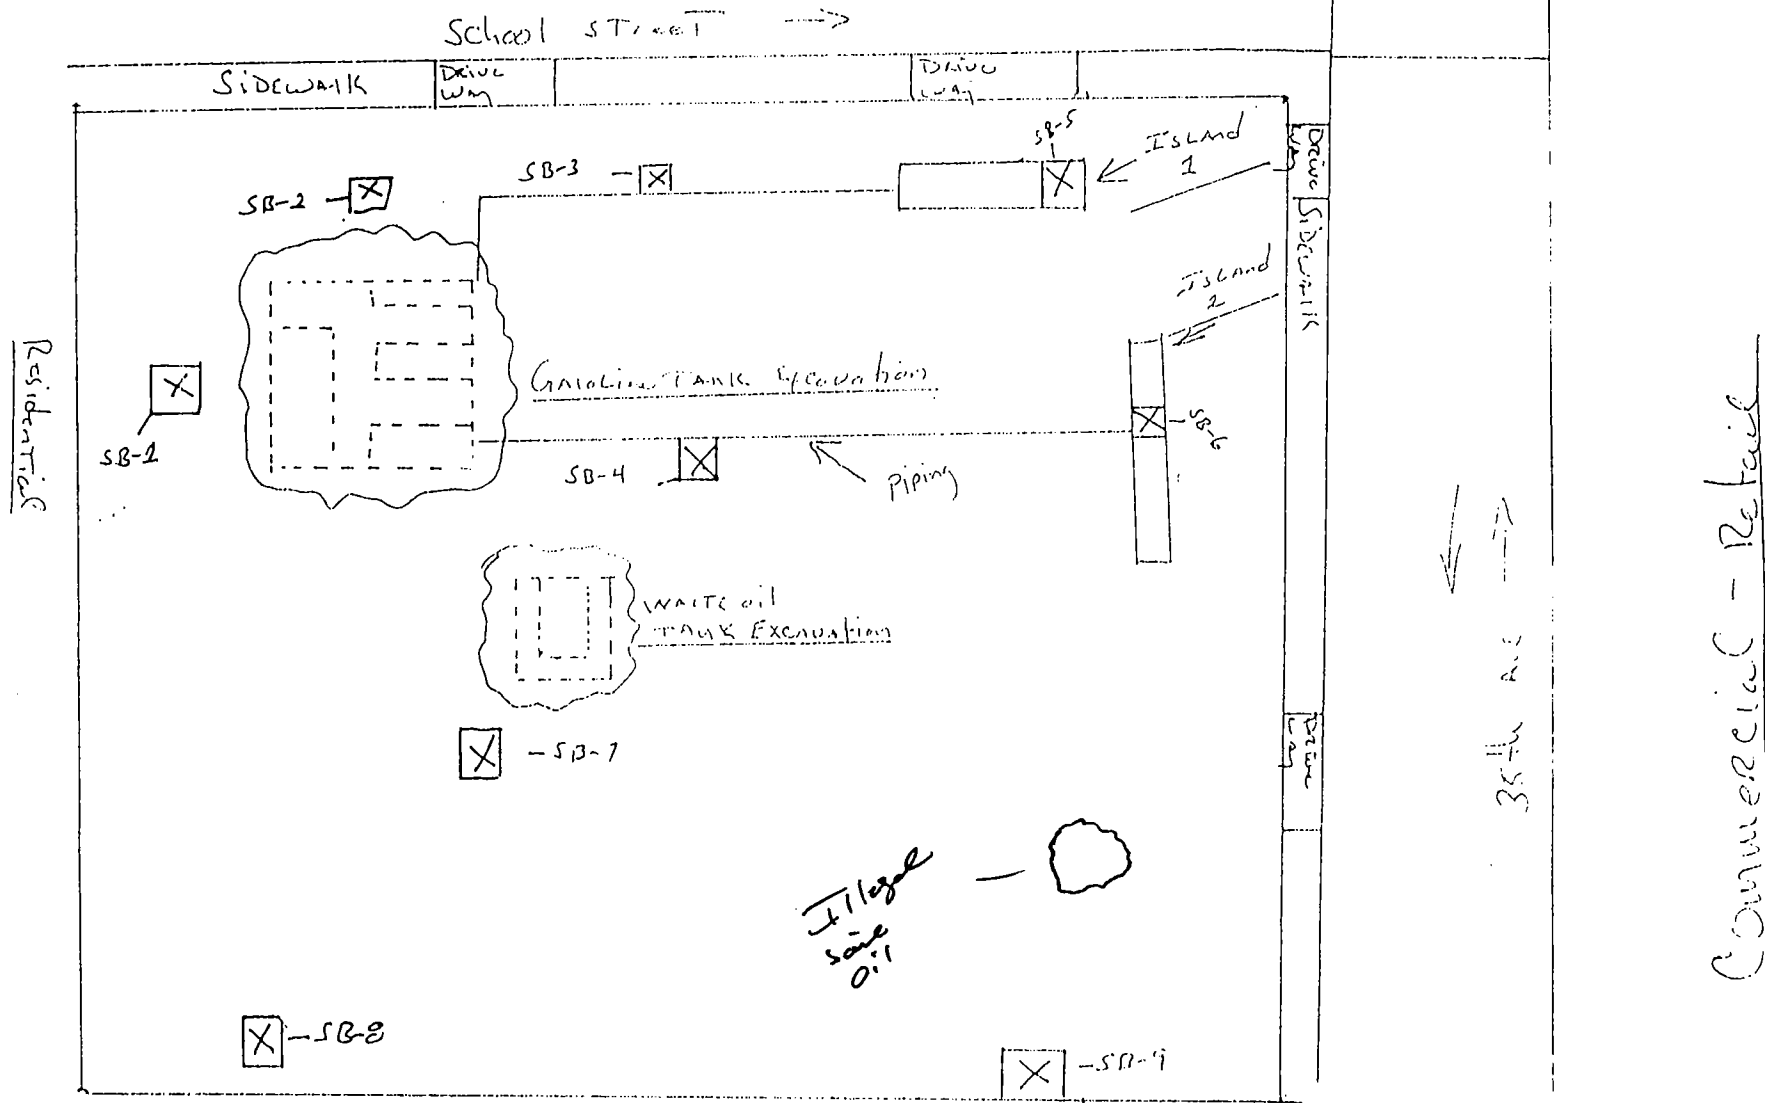 School STreeT
SiDEWAlK
DRiVE
WAY
DRiVE
WAY
SB-5
ISLAnd
1
SB-3
SB-2
DRiVE
WAY
SiDEWAlK
ISLAnd
2
ResidenTial
GAsoline TANK Excavation
SB-1
SB-4
SB-6
piping
WASTE oil
TANK EXCAVATion
SB-7
35th Ave
DRiVE
WAY
CommERCial - Retail
Illegal
Oil
SB-8
SB-9